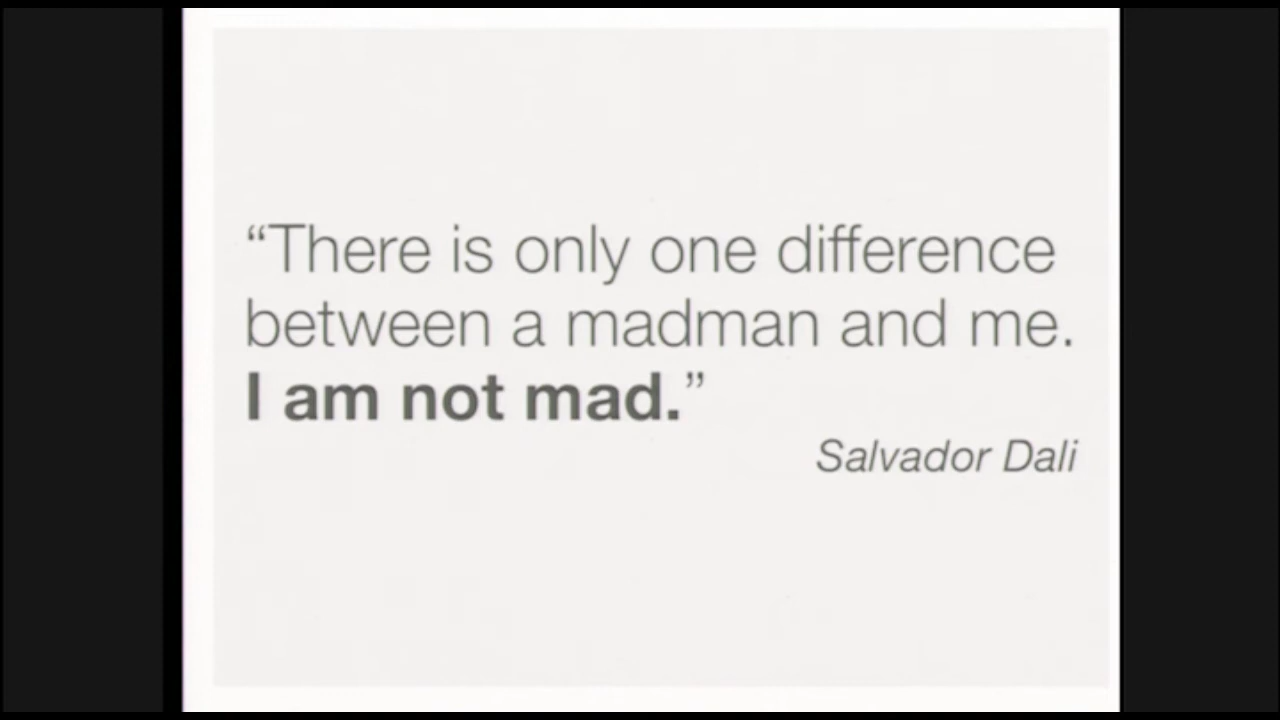 “There is only one difference
between a madman and me.
I am not mad.”
Salvador Dali